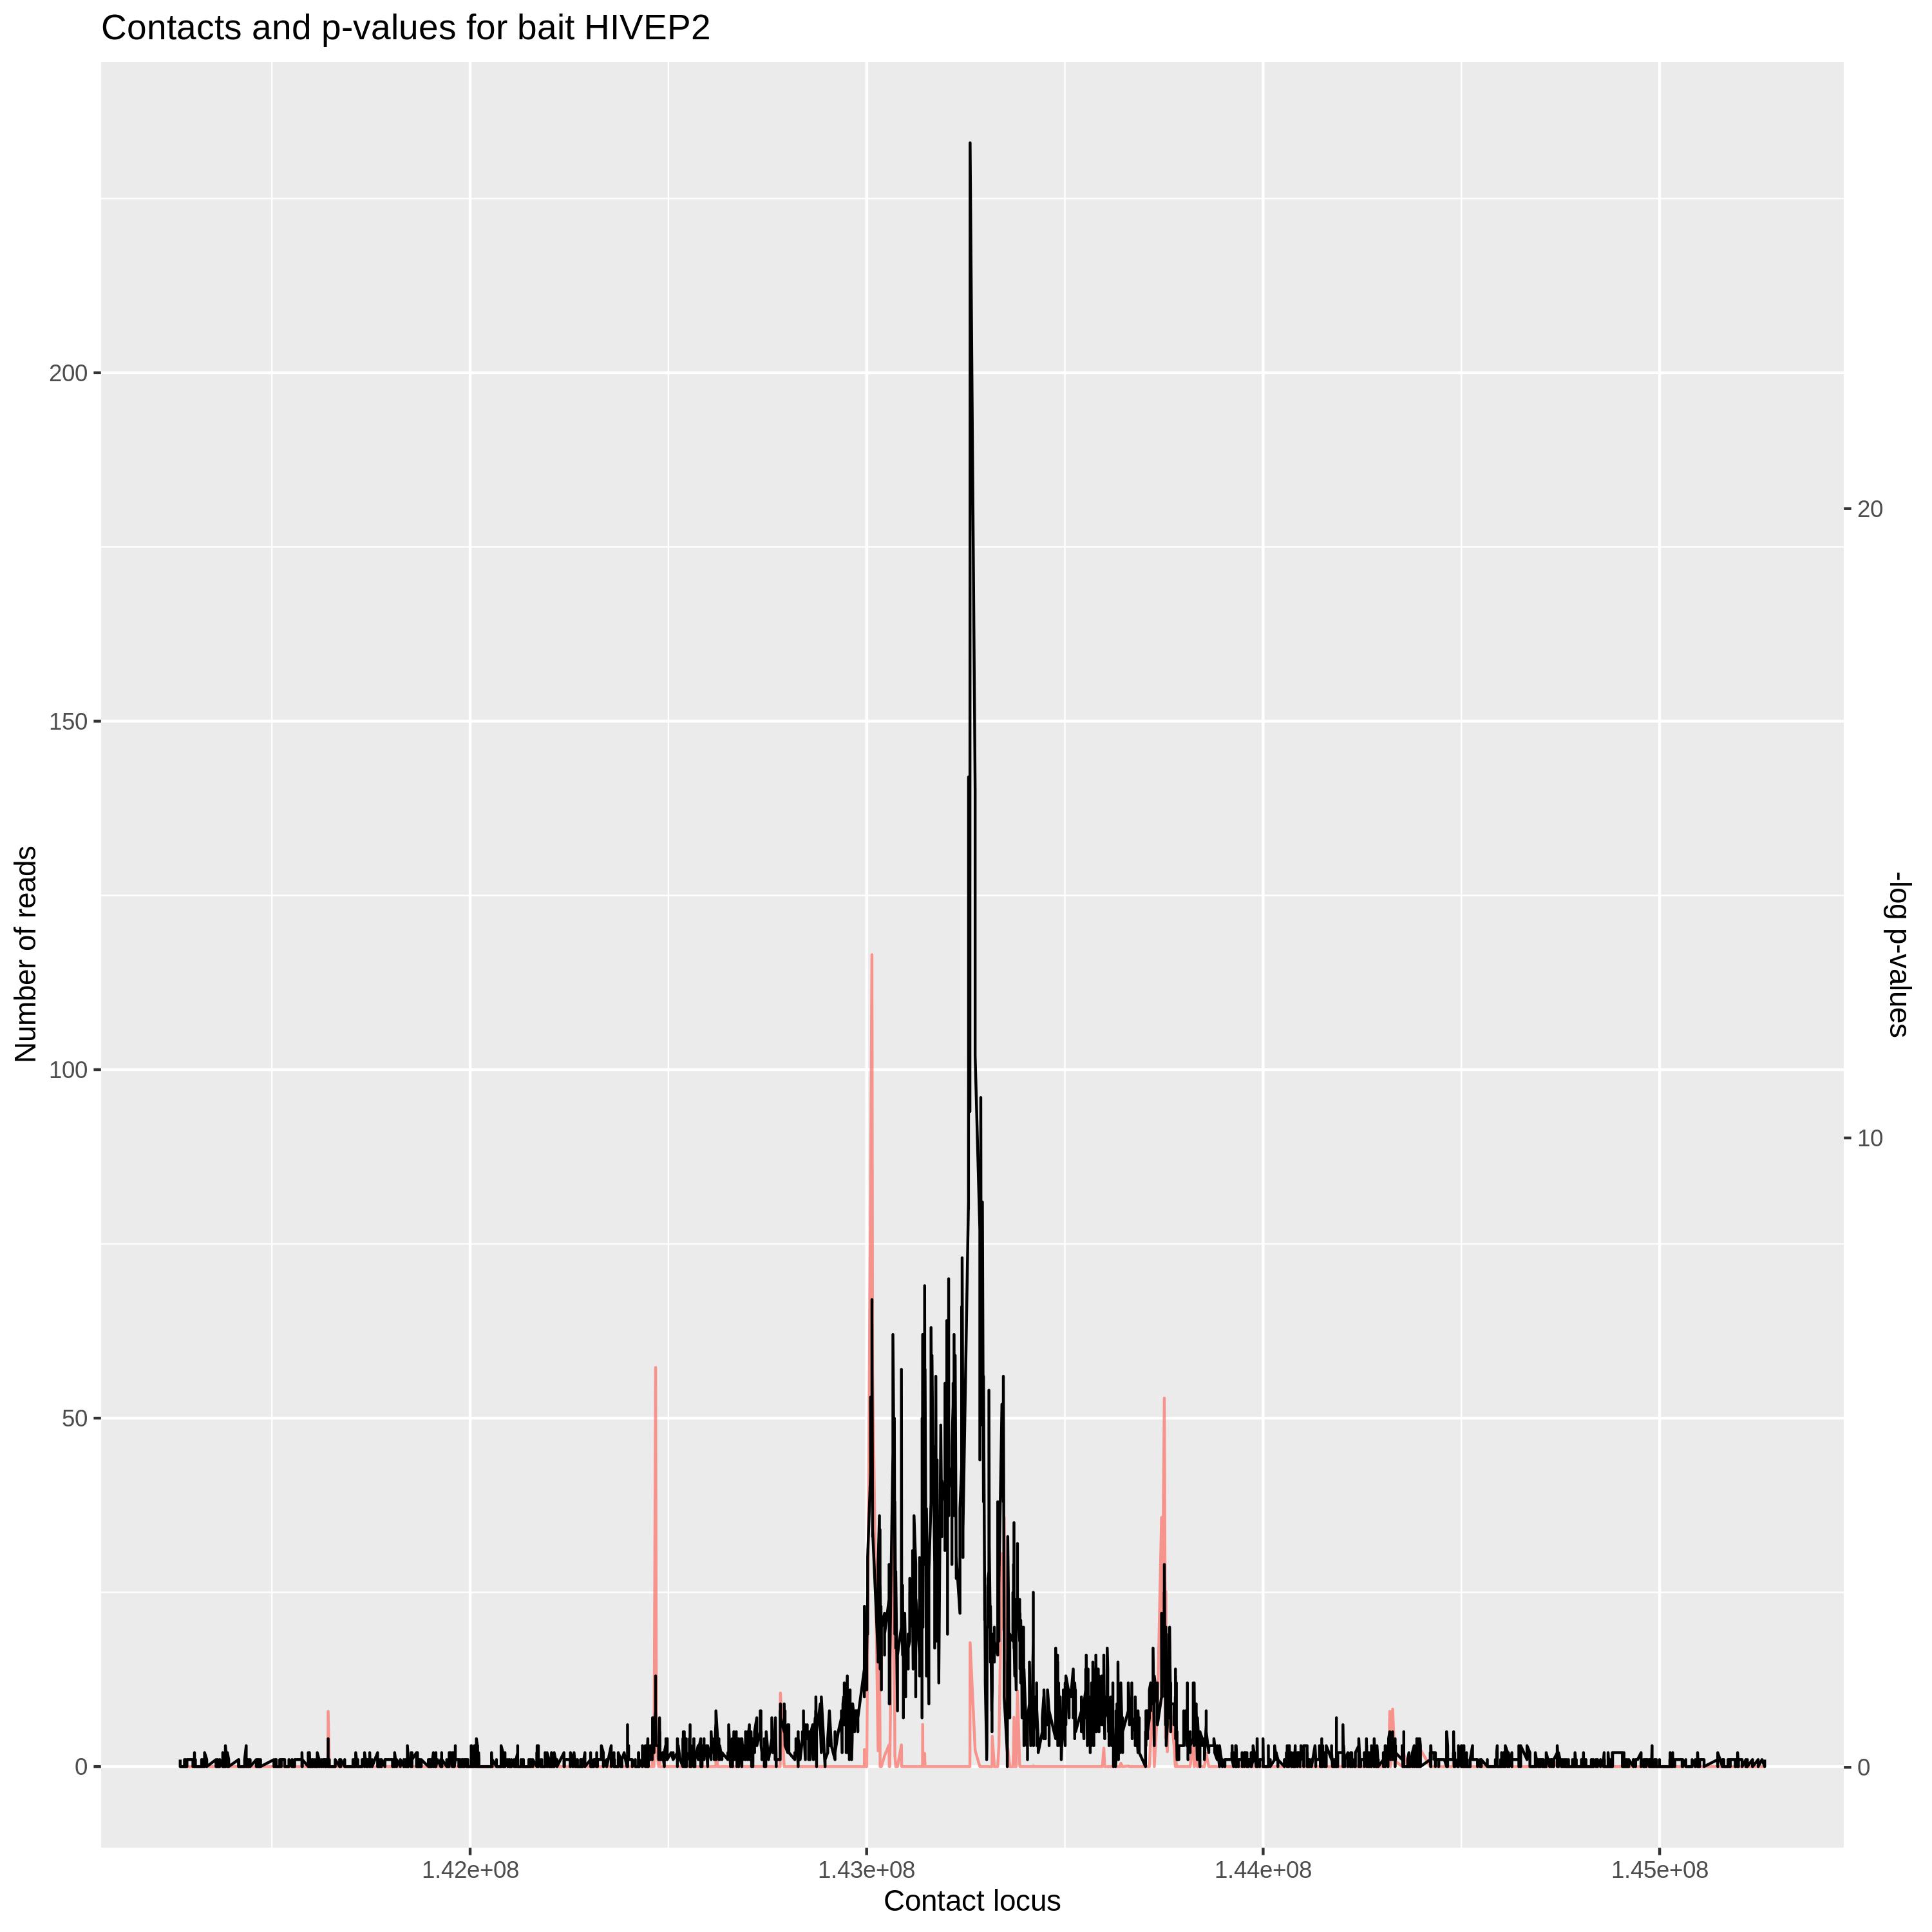 Contacts and p-values for bait HIVEP2
200
150
100
50
0
Number of reads
20
10
0
-log p-values
1.42e+08
1.43e+08
1.44e+08
1.45e+08
Contact locus